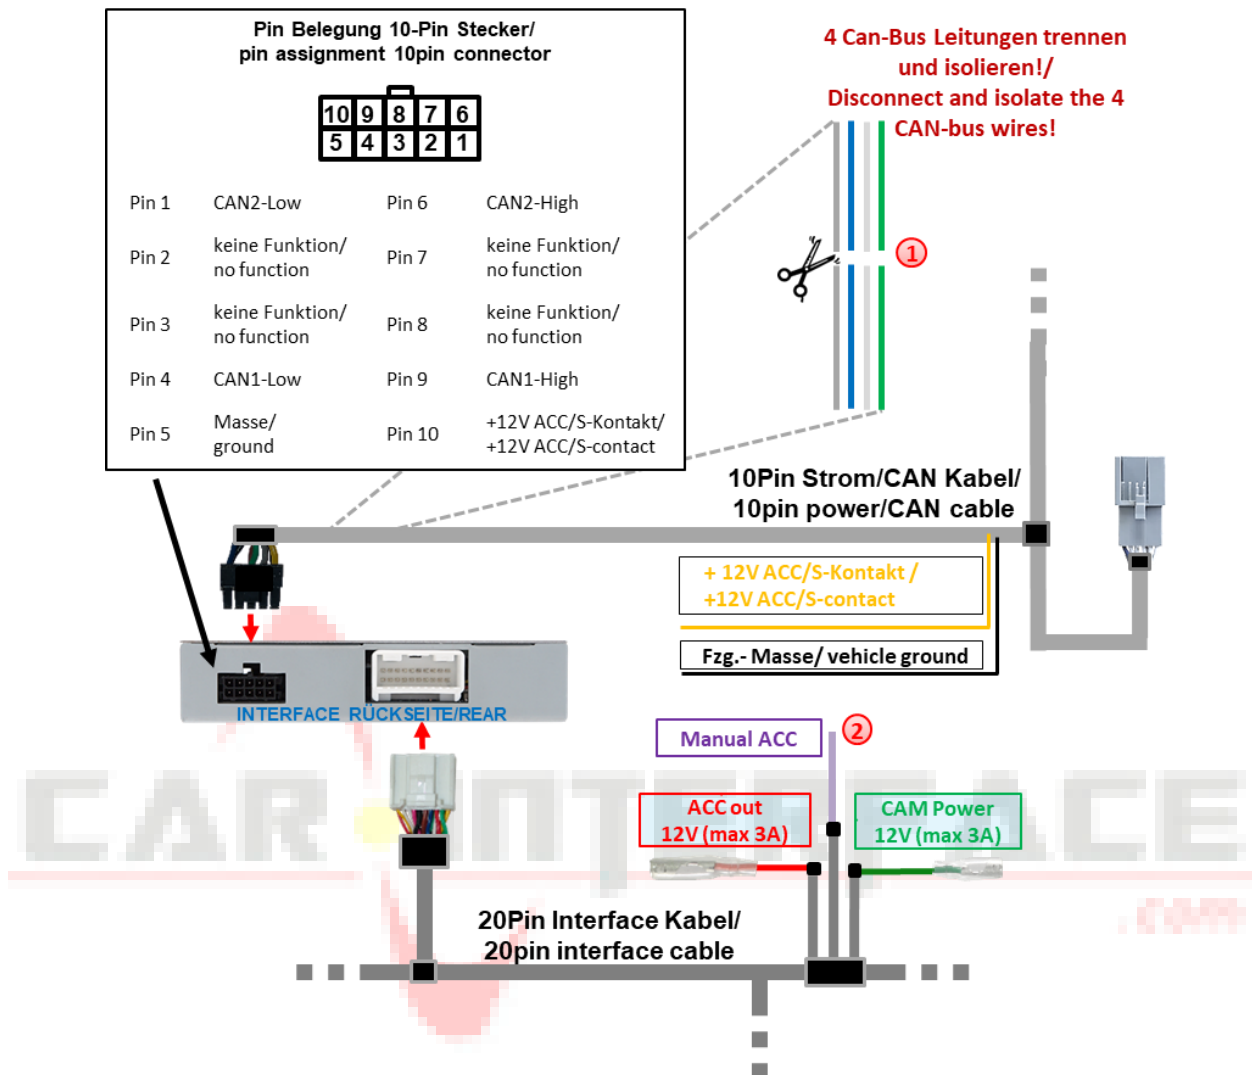 Pin Belegung 10-Pin Stecker/
pin assignment 10pin connector
10 9 8 7 6
5 4 3 2 1
Pin 1 CAN2-Low Pin 6 CAN2-High
Pin 2 keine Funktion/
no function Pin 7 keine Funktion/
no function
Pin 3 keine Funktion/
no function Pin 8 keine Funktion/
no function
Pin 4 CAN1-Low Pin 9 CAN1-High
Pin 5 Masse/
ground Pin 10 +12V ACC/S-Kontakt/
+12V ACC/S-contact
4 Can-Bus Leitungen trennen
und isolieren!/
Disconnect and isolate the 4
CAN-bus wires!
1
10Pin Strom/CAN Kabel/
10pin power/CAN cable
+ 12V ACC/S-Kontakt /
+12V ACC/S-contact
Fzg.- Masse/ vehicle ground
INTERFACE RÜCKSEITE/REAR
Manual ACC
2
ACC out
12V (max 3A)
CAM Power
12V (max 3A)
20Pin Interface Kabel/
20pin interface cable
CAR INTERFACE
.com